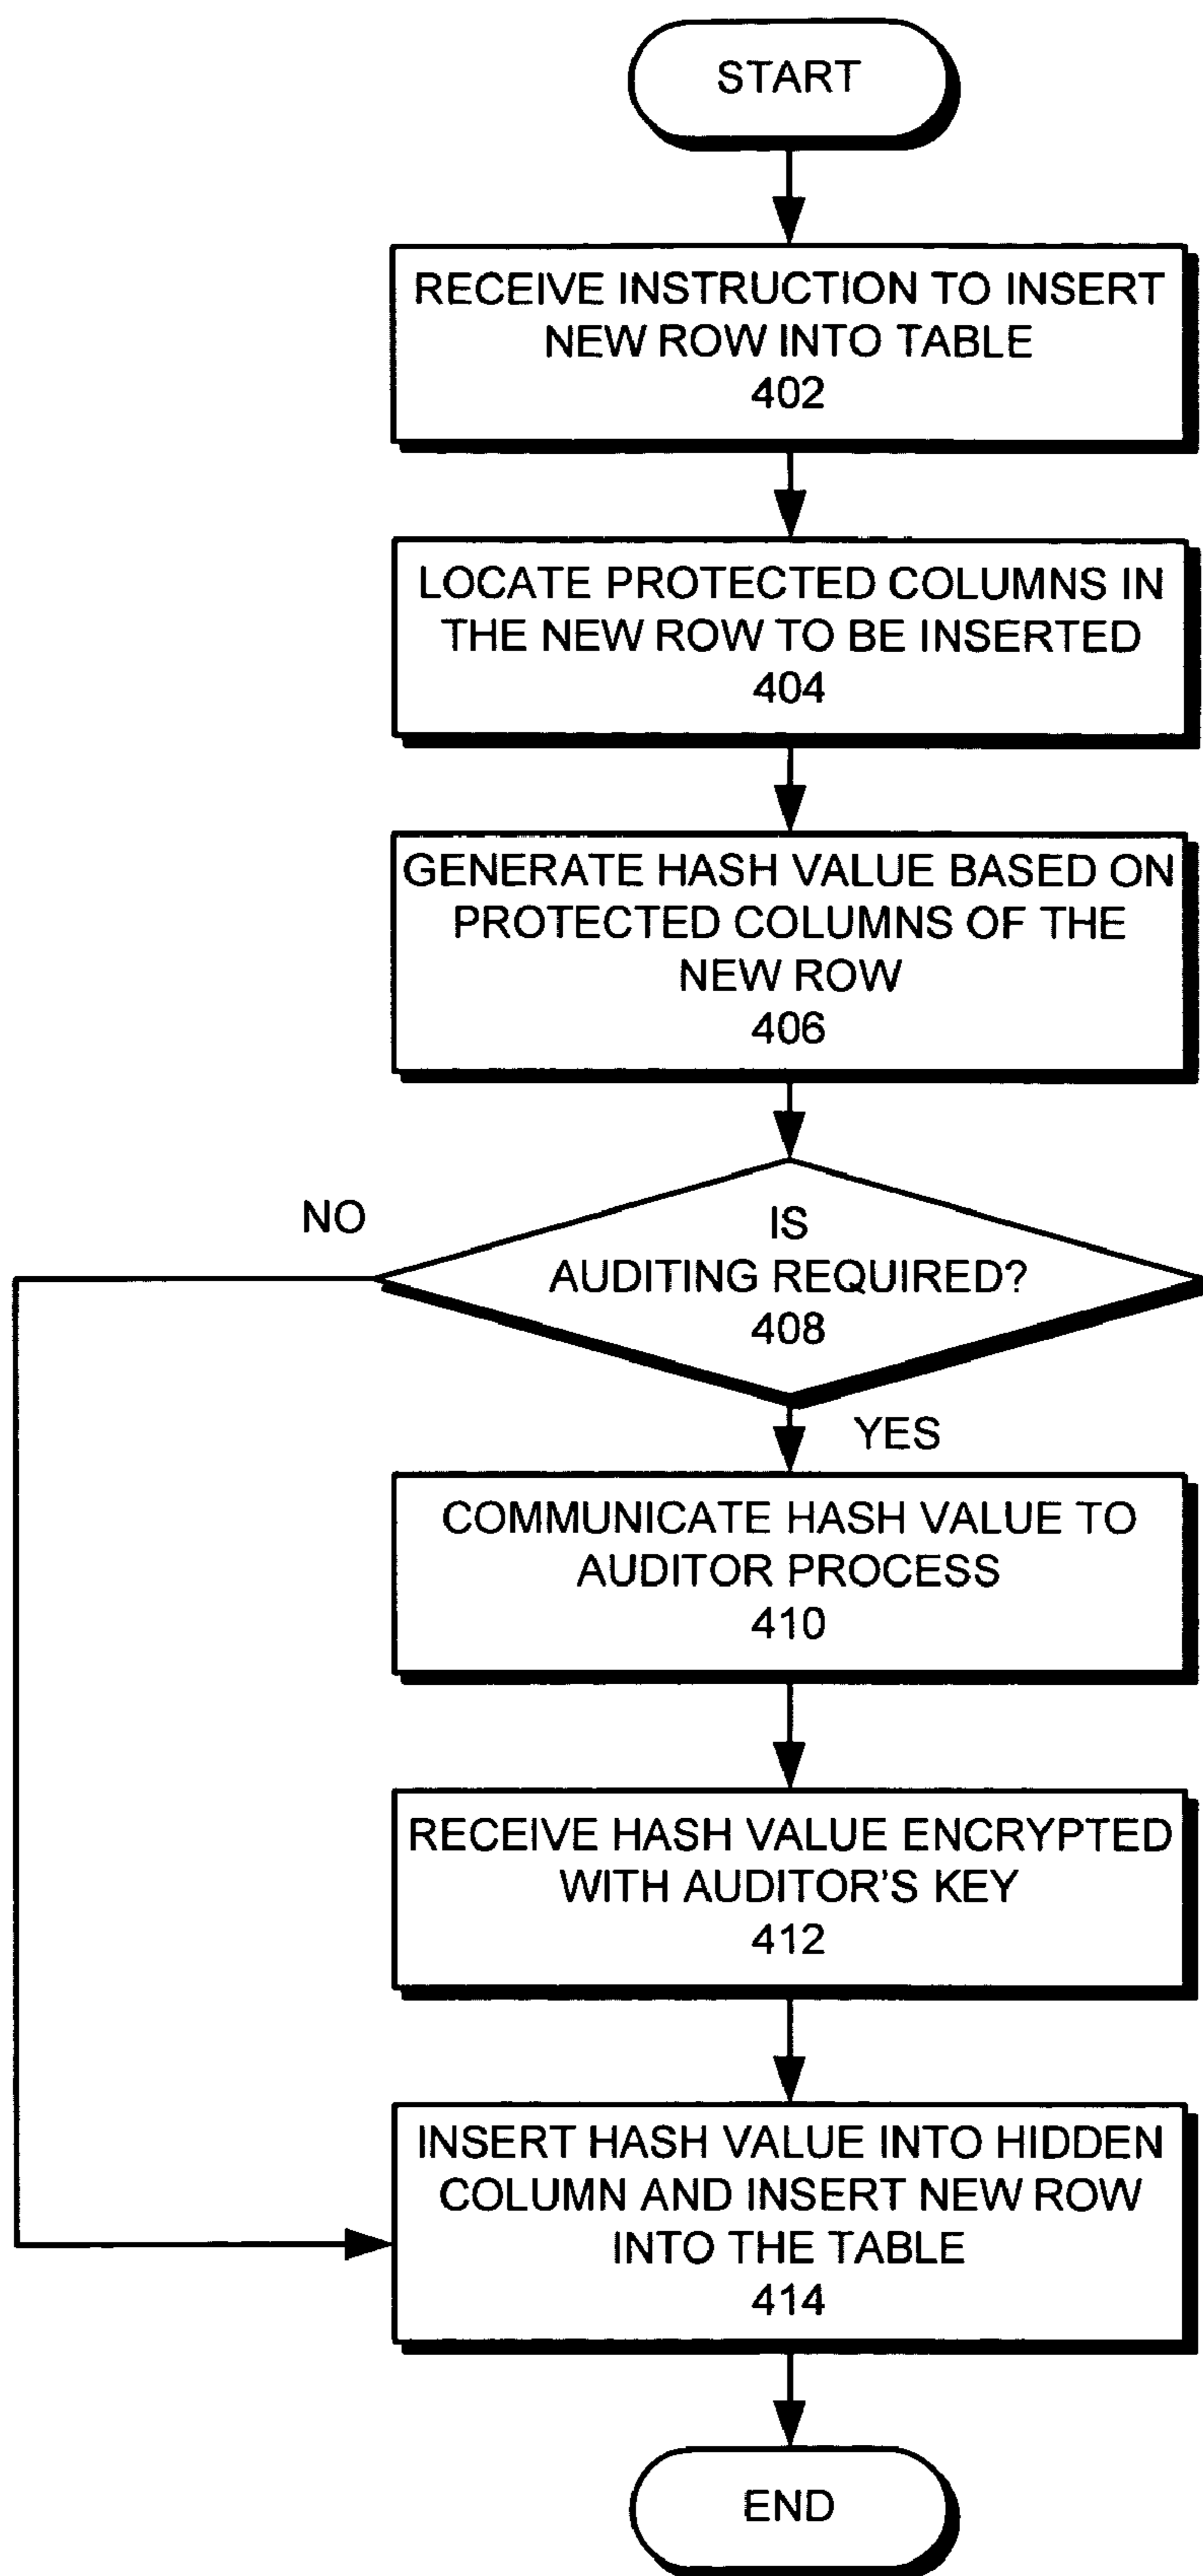 START
RECEIVE INSTRUCTION TO INSERT
NEW ROW INTO TABLE
402
LOCATE PROTECTED COLUMNS IN
THE NEW ROW TO BE INSERTED
404
GENERATE HASH VALUE BASED ON
PROTECTED COLUMNS OF THE
NEW ROW
406
NO
IS
AUDITING REQUIRED?
408
YES
COMMUNICATE HASH VALUE TO
AUDITOR PROCESS
410
RECEIVE HASH VALUE ENCRYPTED
WITH AUDITOR'S KEY
412
INSERT HASH VALUE INTO HIDDEN
COLUMN AND INSERT NEW ROW
INTO THE TABLE
414
END